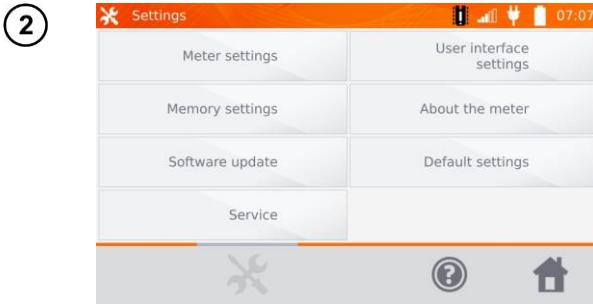 2
Settings
07:07
Meter settings
User interface
settings
Memory settings
About the meter
Software update
Default settings
Service
?